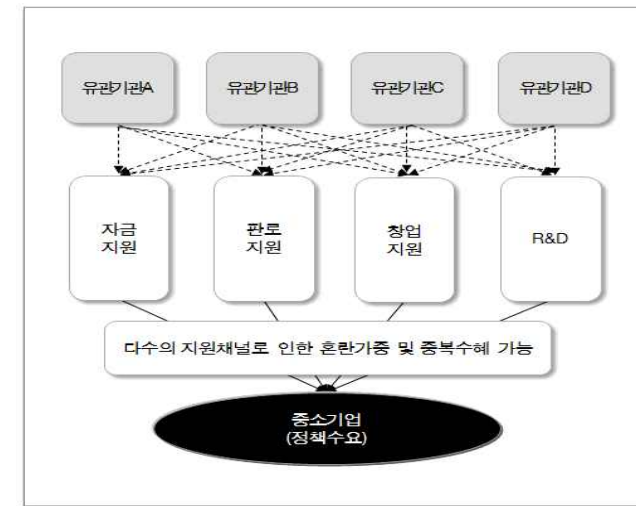 유관기관A
유관기관B
유관기관C
유관기관D
자금
지원
판로
지원
창업
지원
R&D
다수의 지원채널로 인한 혼란가중 및 중복수혜 가능
중소기업
(정책수요)